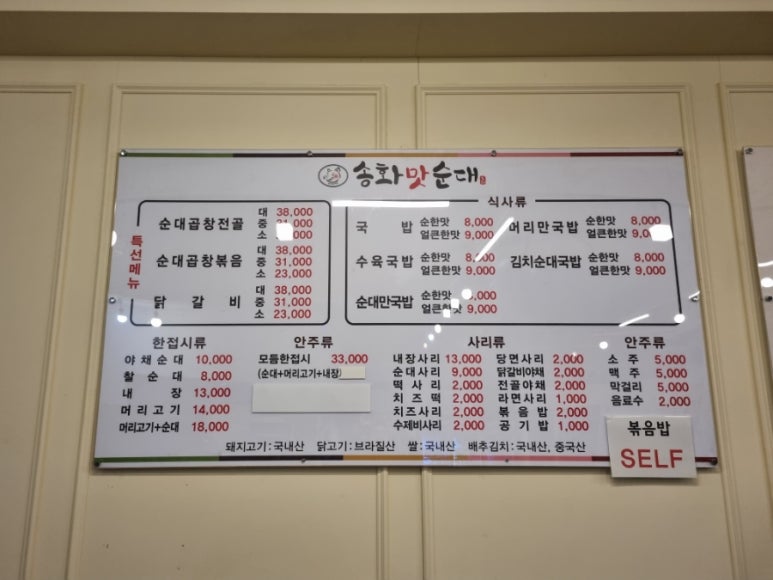 송화맛순대
특선메뉴
순대곱창전골 대 38,000
중
소
순대곱창볶음 대 38,000
중 31,000
소 23,000
닭갈비 대 38,000
중 31,000
소 23,000
식사류
국밥 순한맛 8,000
얼큰한맛 9,000
머리만국밥 순한맛 8,000
얼큰한맛
수육국밥 순한맛
얼큰한맛 9,000
김치순대국밥 순한맛 8,000
얼큰한맛 9,000
순대만국밥 순한맛
얼큰한맛 9,000
한접시류
야채순대 10,000
찰순대 8,000
내장 13,000
머리고기 14,000
머리고기+순대 18,000
안주류
모듬한접시 33,000
(순대+머리고기+내장)
사리류
내장사리 13,000 당면사리 2,000
순대사리 9,000 닭갈비야채 2,000
떡사리 2,000 전골야채 2,000
치즈떡 2,000 라면사리 1,000
치즈사리 2,000 볶음밥 2,000
수제비사리 2,000 공기밥 1,000
안주류
소주 5,000
맥주 5,000
막걸리 5,000
음료수 2,000
돼지고기:국내산 닭고기:브라질산 쌀:국내산 배추김치:국내산, 중국산
볶음밥
SELF